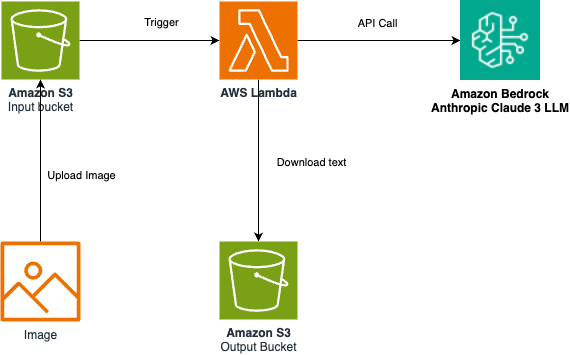 Trigger
API Call
Amazon S3
Input bucket
AWS Lambda
Amazon Bedrock
Anthropic Claude 3 LLM
Upload Image
Download text
Image
Amazon S3
Output Bucket